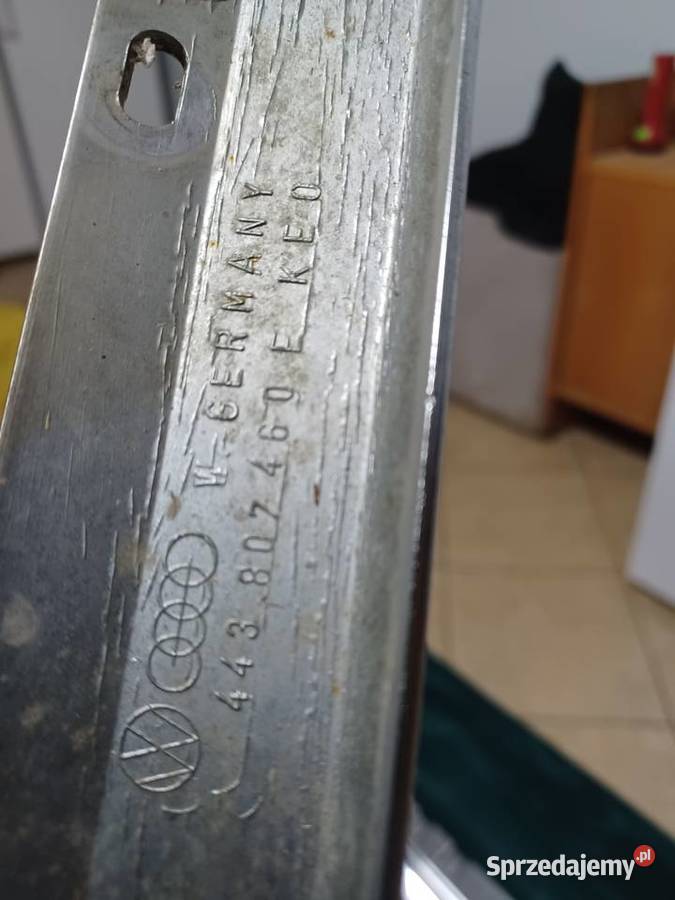 W-GERMANY
443 807 460 E KEO
Sprzedajemy.pl